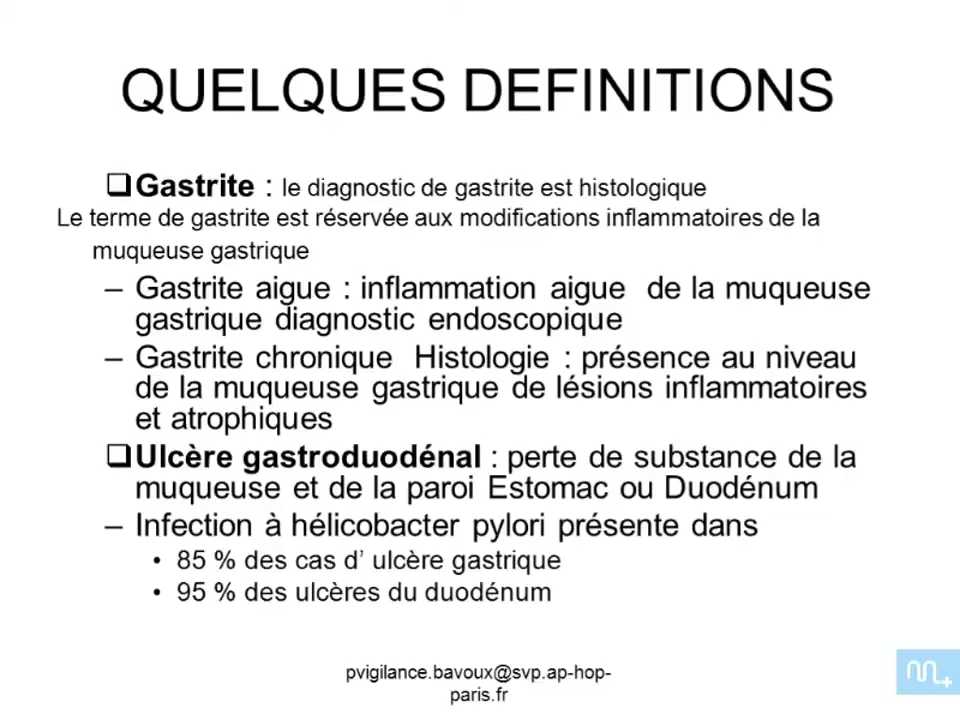 QUELQUES DEFINITIONS
❑Gastrite : le diagnostic de gastrite est histologique
Le terme de gastrite est réservée aux modifications inflammatoires de la
muqueuse gastrique
– Gastrite aigue : inflammation aigue de la muqueuse
gastrique diagnostic endoscopique
– Gastrite chronique Histologie : présence au niveau
de la muqueuse gastrique de lésions inflammatoires
et atrophiques
❑Ulcère gastroduodénal : perte de substance de la
muqueuse et de la paroi Estomac ou Duodénum
– Infection à hélicobacter pylori présente dans
• 85 % des cas d’ ulcère gastrique
• 95 % des ulcères du duodénum
pvigilance.bavoux@svp.ap-hop-
paris.fr